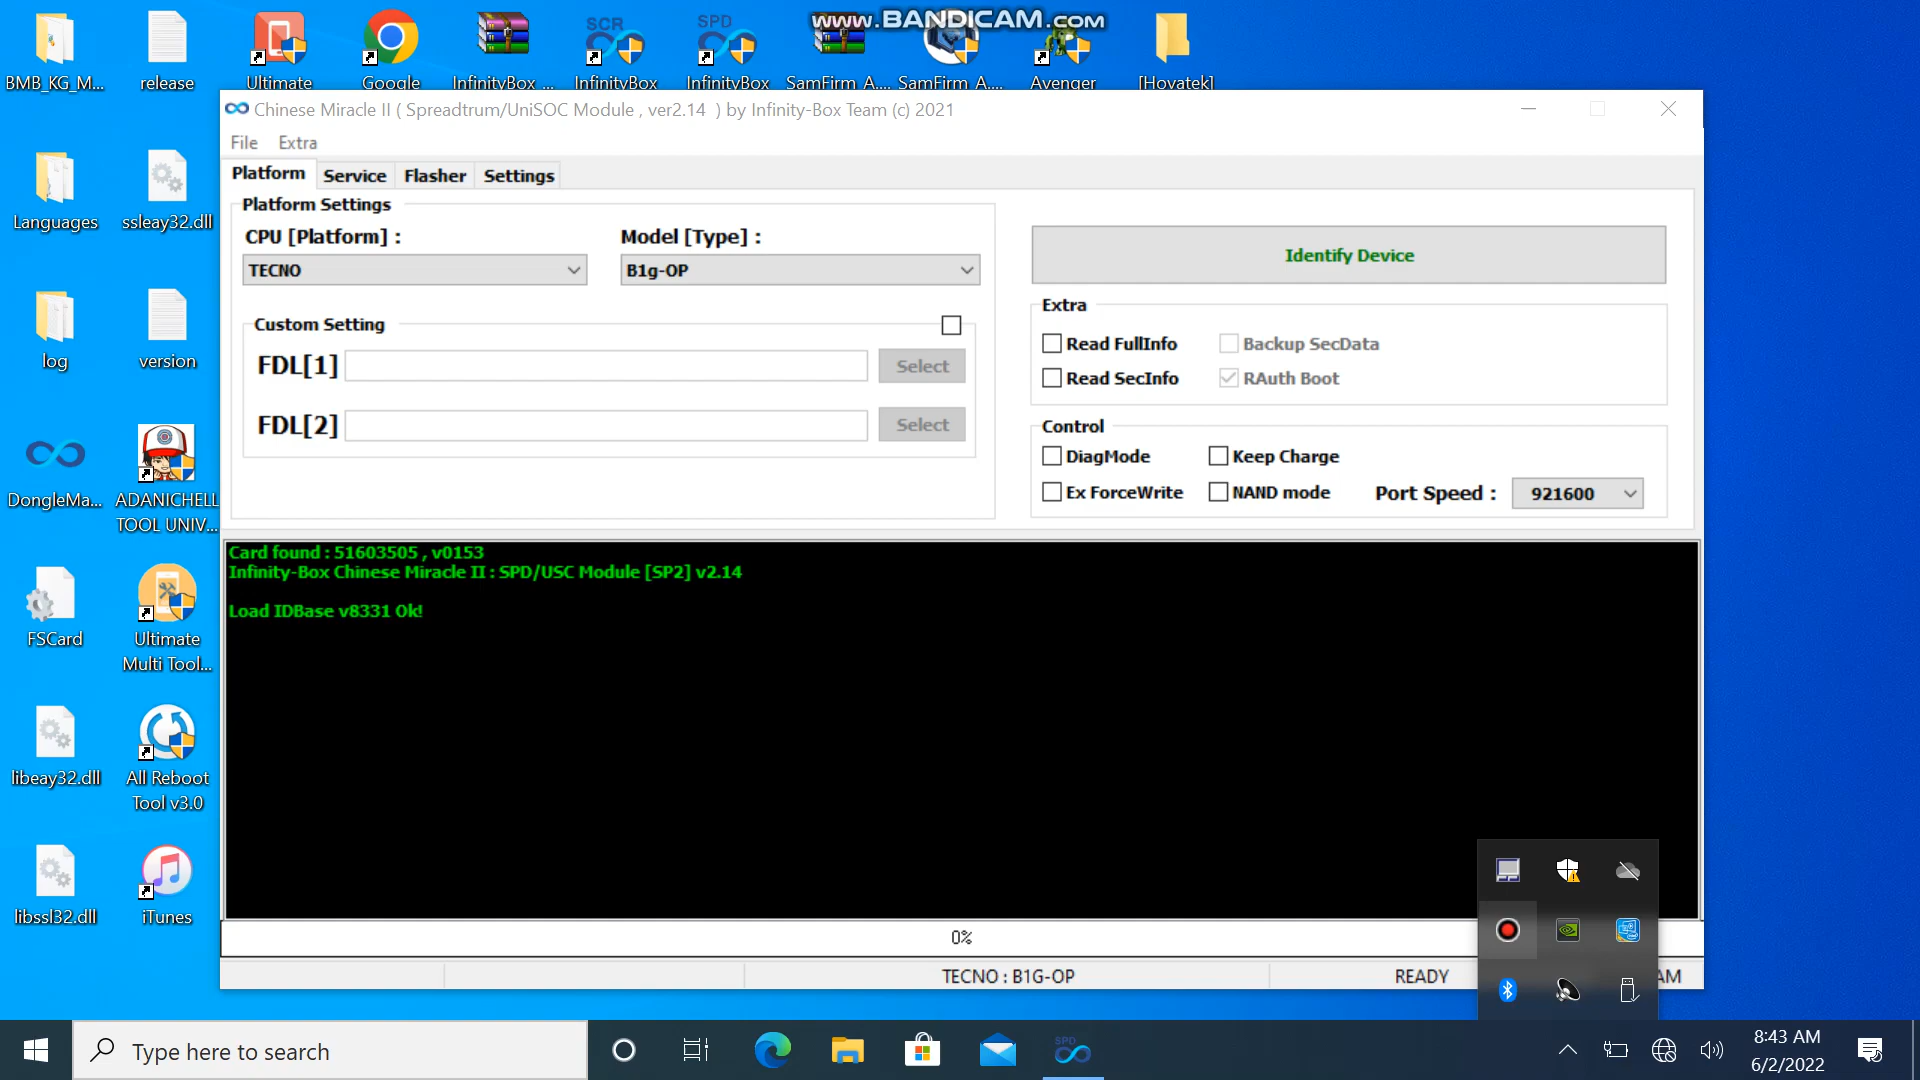 www.BANDICAM.com
SCR
SPD
BMB_KG_M...
release
Ultimate
Google
InfinityBox ...
InfinityBox
InfinityBox
SamFirm_A....
SamFirm_A....
Avenger
[Hovatek]
Chinese Miracle II ( Spreadtrum/UniSOC Module , ver2.14 ) by Infinity-Box Team (c) 2021
File Extra
Platform Service Flasher Settings
Platform Settings
CPU [Platform] :
Model [Type] :
TECNO
B1g-OP
Custom Setting
FDL[1]
Select
FDL[2]
Select
Identify Device
Extra
Read FullInfo
Backup SecData
Read SecInfo
RAuth Boot
Control
DiagMode
Keep Charge
Ex ForceWrite
NAND mode
Port Speed :
921600
Card found : 51603505 , v0153
Infinity-Box Chinese Miracle II : SPD/USC Module [SP2] v2.14
Load IDBase v8331 Ok!
0%
TECNO : B1G-OP
READY
AM
Languages
ssleay32.dll
log
version
DongleMa...
ADANICHELL
TOOL UNIV...
FSCard
Ultimate
Multi Tool...
libeay32.dll
All Reboot
Tool v3.0
libssl32.dll
iTunes
Type here to search
SPD
8:43 AM
6/2/2022